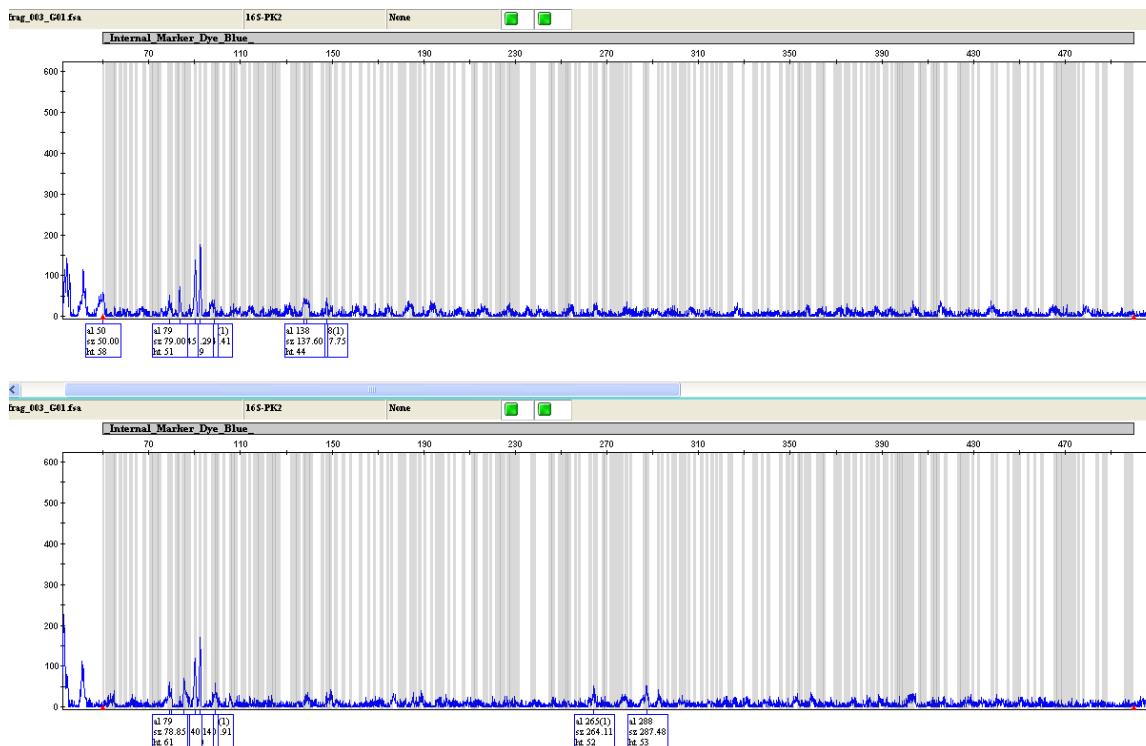 frag_003_G01.fsa 16S-PK2 None
_Internal_Marker_Dye_Blue_
70 110 150 190 230 270 310 350 390 430 470
600
500
400
300
200
100
0
al 50 al 79 (1) al 138 8(1)
sz 50.00 sz 79.00 45 .294 .41 sz 137.60 7.75
ht 58 ht 51 9 ht 44
frag_003_G01.fsa 16S-PK2 None
_Internal_Marker_Dye_Blue_
70 110 150 190 230 270 310 350 390 430 470
600
500
400
300
200
100
0
al 79 (1) al 265(1) al 288
sz 78.85 40 .91 sz 264.11 sz 287.48
ht 61 ht 52 ht 53